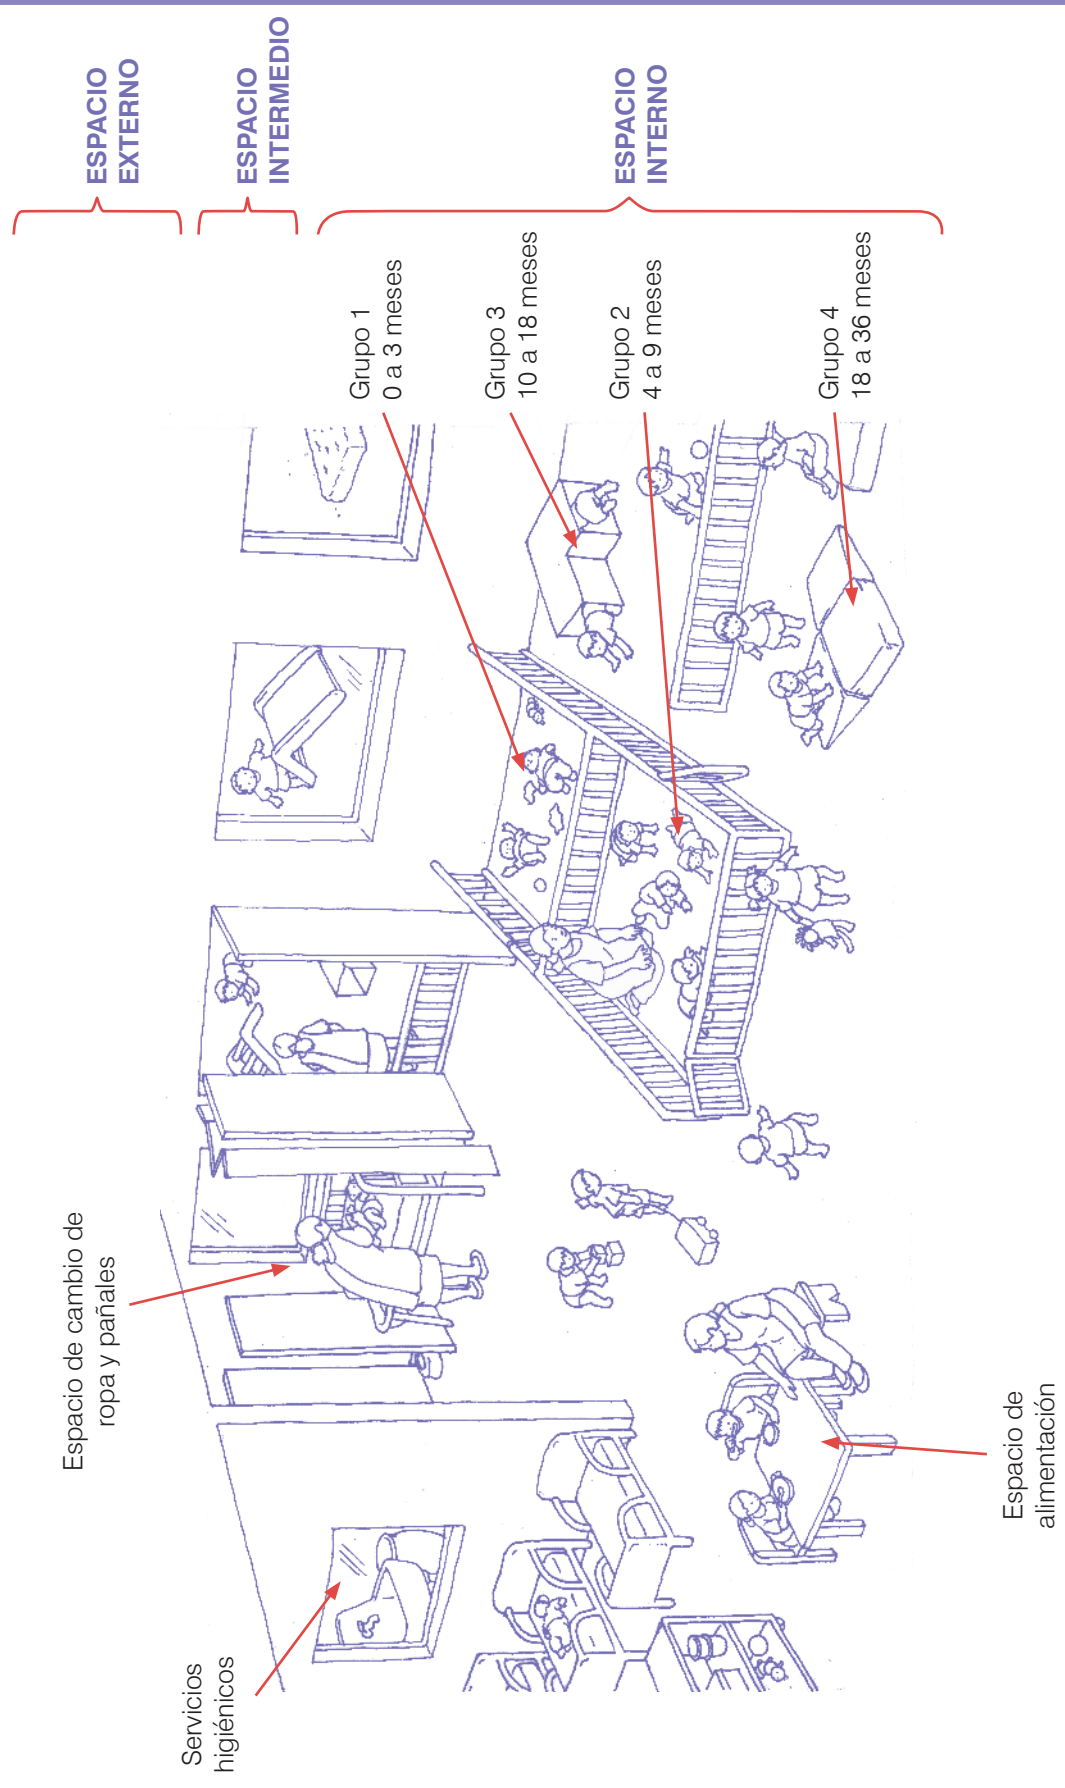 Servicios
higiénicos
Espacio de cambio de
ropa y pañales
ESPACIO
EXTERNO
ESPACIO
INTERMEDIO
ESPACIO
INTERNO
Grupo 1
0 a 3 meses
Grupo 3
10 a 18 meses
Grupo 2
4 a 9 meses
Grupo 4
18 a 36 meses
Espacio de
alimentación